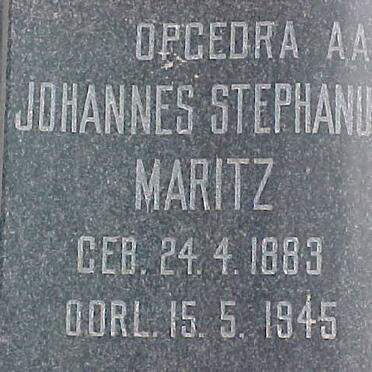 OPGEDRA AA
JOHANNES STEPHANU
MARITZ
GEB. 24. 4. 1883
OORL. 15. 5. 1945